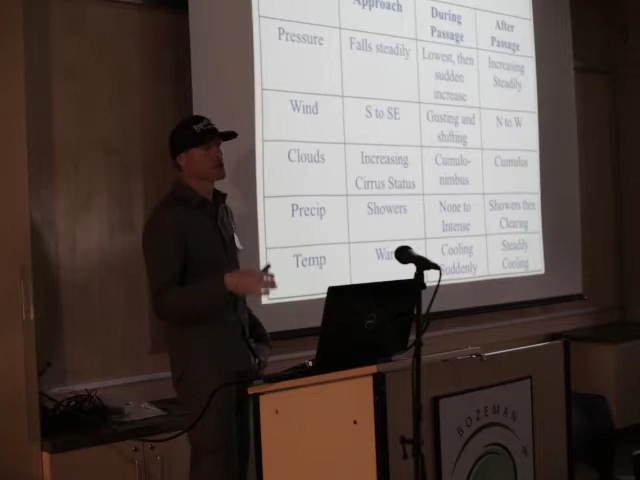 Approach
During
Passage
After
Passage
Pressure
Falls steadily
Lowest, then
sudden
increase
Increasing
Steadily
Wind
S to SE
Gusting and
shifting
N to W
Clouds
Increasing
Cirrus Status
Cumulo-
nimbus
Cumulus
Precip
Showers
None to
Intense
Showers then
Clearing
Temp
War
Cooling
Suddenly
Steadily
Cooling
BOZEMAN